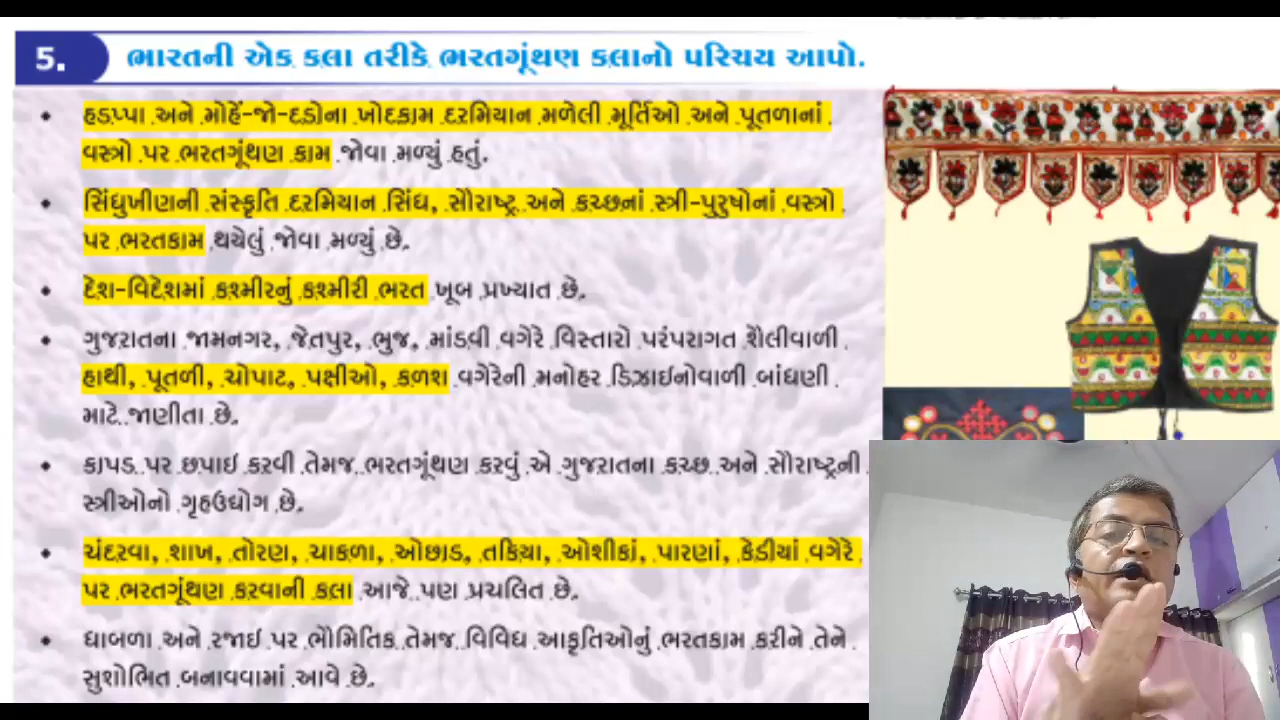 5. ભારતની એક કલા તરીકે ભરતગૂંથણ કલાનો પરિચય આપો.
• હડપ્પા અને મોહેં-જો-દડોના ખોદકામ દરમિયાન મળેલી મૂર્તિઓ અને પૂતળાનાં
વસ્ત્રો પર ભરતગૂંથણ કામ જોવા મળ્યું હતું.
• સિંધુખીણની સંસ્કૃતિ દરમિયાન સિંધ, સૌરાષ્ટ્ર અને કચ્છનાં સ્ત્રી-પુરુષોનાં વસ્ત્રો
પર ભરતકામ થયેલું જોવા મળ્યું છે.
• દેશ-વિદેશમાં કશ્મીરનું કશ્મીરી ભરત ખૂબ પ્રખ્યાત છે.
• ગુજરાતના જામનગર, જેતપુર, ભુજ, માંડવી વગેરે વિસ્તારો પરંપરાગત શૈલીવાળી
હાથી, પૂતળી, ચોપાટ, પક્ષીઓ, કળશ વગેરેની મનોહર ડિઝાઈનોવાળી બાંધણી
માટે જાણીતા છે.
• કાપડ પર છપાઈ કરવી તેમજ ભરતગૂંથણ કરવું એ ગુજરાતના કચ્છ અને સૌરાષ્ટ્રની
સ્ત્રીઓનો ગૃહઉદ્યોગ છે.
• ચંદરવા, શાખ, તોરણ, ચાકળા, ઓછાડ, તકિયા, ઓશીકાં, પારણાં, કેડીયાં વગેરે
પર ભરતગૂંથણ કરવાની કલા આજે પણ પ્રચલિત છે.
• ધાબળા અને રજાઈ પર ભૌમિતિક તેમજ વિવિધ આકૃતિઓનું ભરતકામ કરીને તેને
સુશોભિત બનાવવામાં આવે છે.